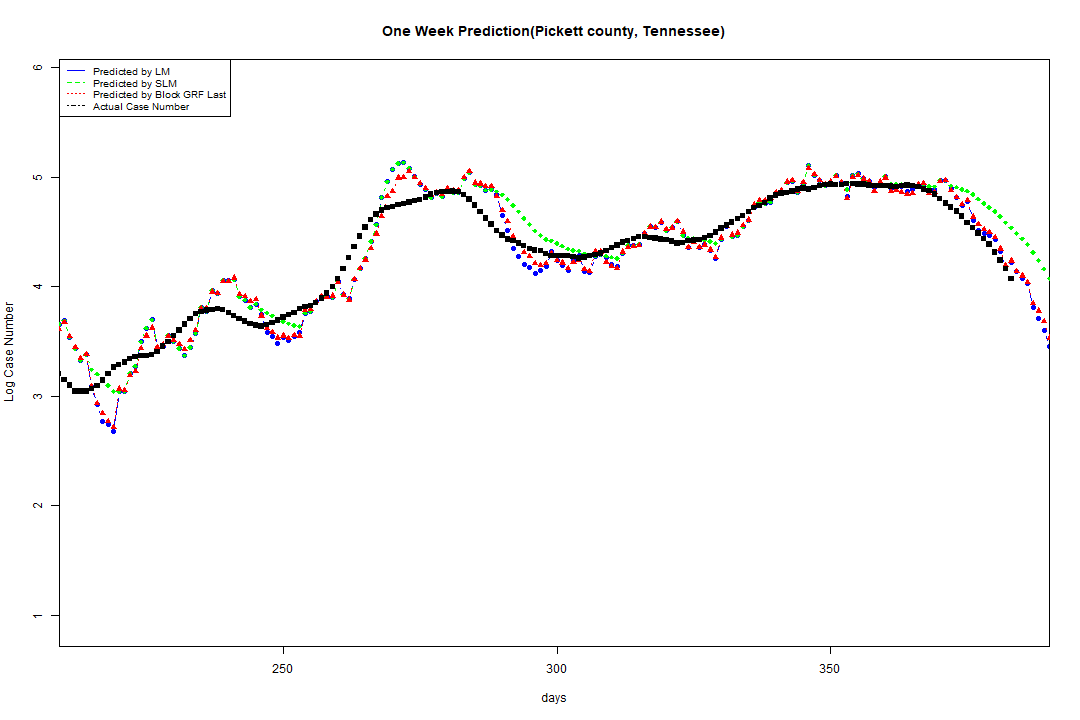 One Week Prediction(Pickett county, Tennessee)
Predicted by LM
Predicted by SLM
Predicted by Block GRF Last
Actual Case Number
6
5
4
3
2
1
Log Case Number
250
300
350
days